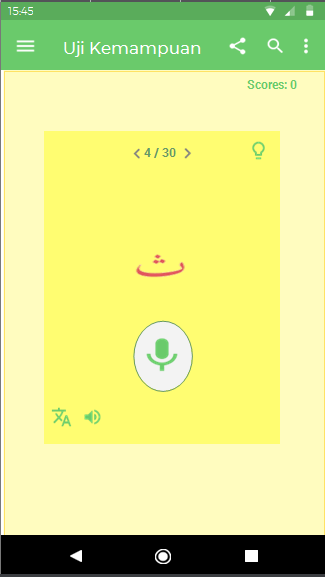 15:45
Uji Kemampuan
Scores: 0
4 / 30
ث